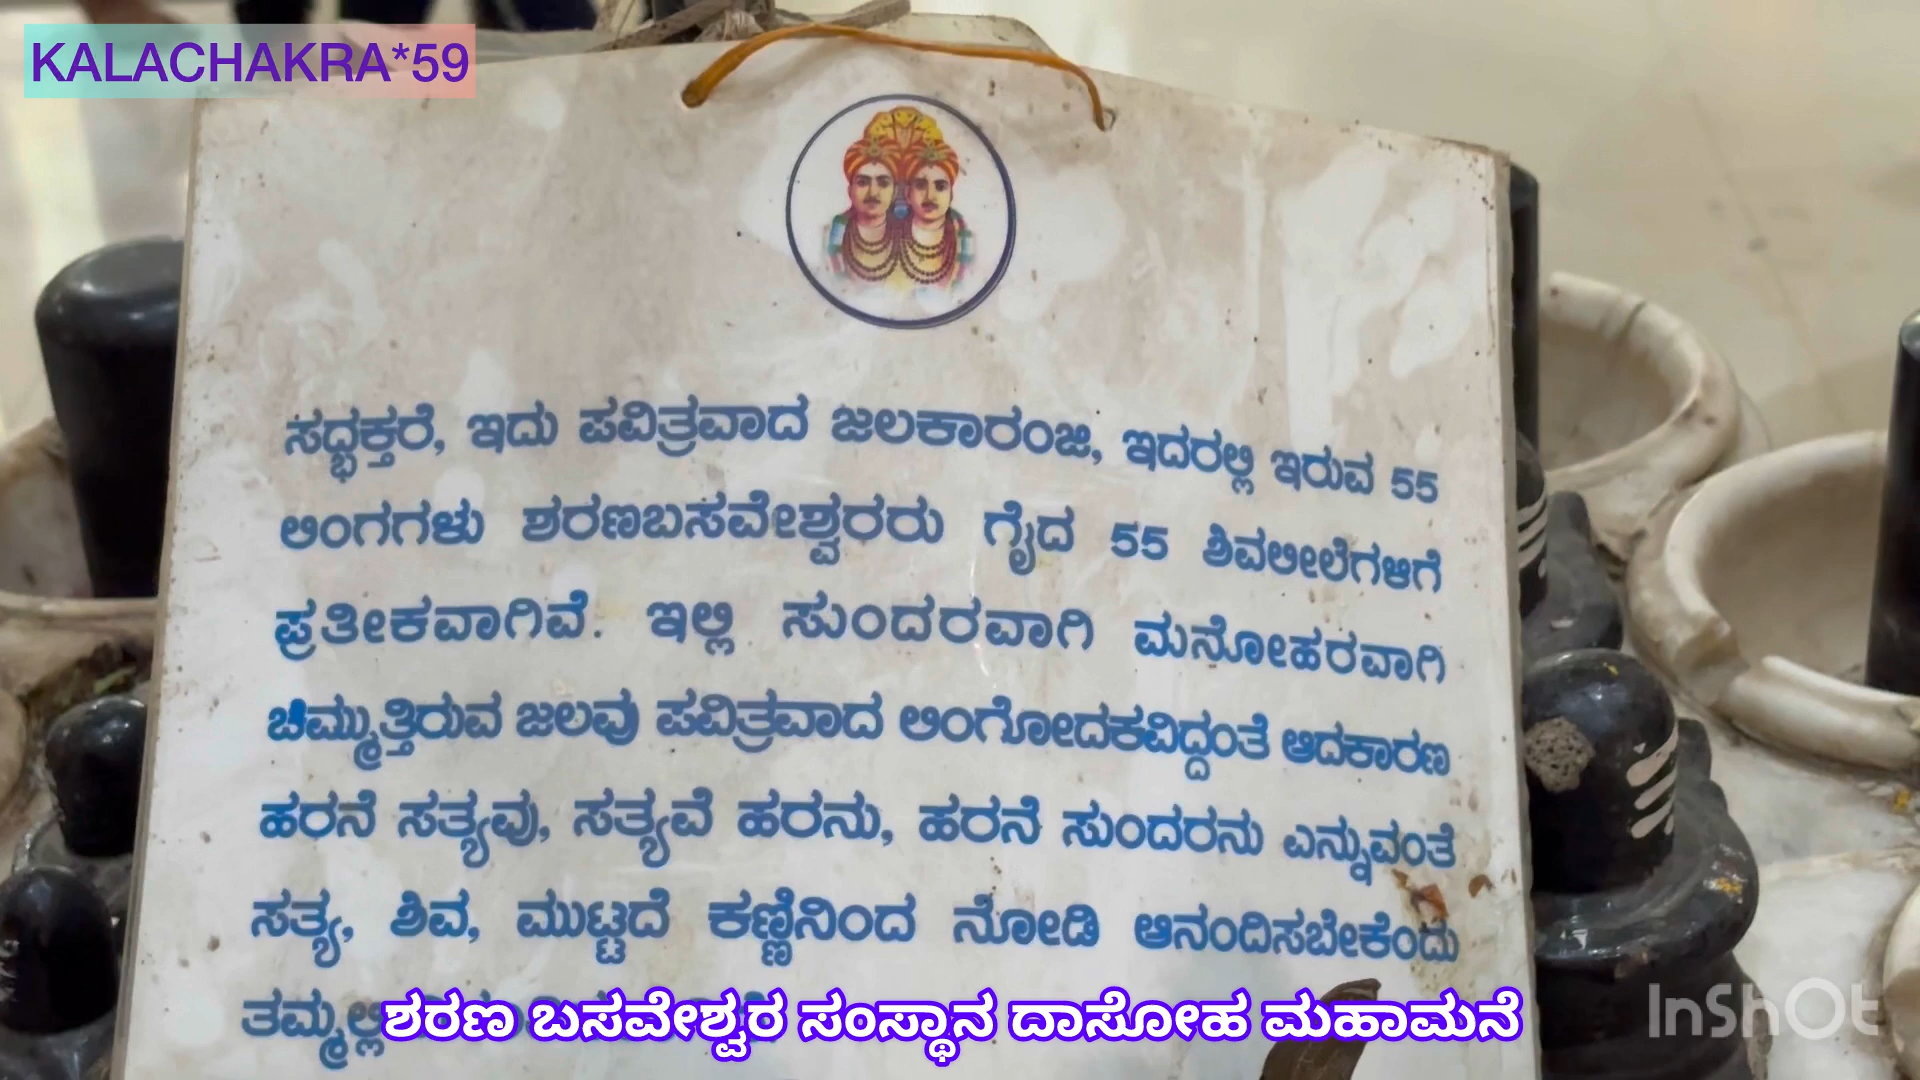 KALACHAKRA*59
ಸದ್ಭಕ್ತರೆ, ಇದು ಪವಿತ್ರವಾದ ಜಲಕಾರಂಜಿ, ಇದರಲ್ಲಿ ಇರುವ 55
ಲಿಂಗಗಳು ಶರಣಬಸವೇಶ್ವರರು ಗೈದ 55 ಶಿವಲೀಲೆಗಳಿಗೆ
ಪ್ರತೀಕವಾಗಿವೆ. ಇಲ್ಲಿ ಸುಂದರವಾಗಿ ಮನೋಹರವಾಗಿ
ಚಿಮ್ಮುತ್ತಿರುವ ಜಲವು ಪವಿತ್ರವಾದ ಲಿಂಗೋದಕವಿದ್ದಂತೆ ಆದಕಾರಣ
ಹರನೆ ಸತ್ಯವು, ಸತ್ಯವೆ ಹರನು, ಹರನೆ ಸುಂದರನು ಎನ್ನುವಂತೆ
ಸತ್ಯ, ಶಿವ, ಮುಟ್ಟದೆ ಕಣ್ಣಿನಿಂದ ನೋಡಿ ಆನಂದಿಸಬೇಕೆಂದು
ತಮ್ಮಲ್ಲಿ
ಶರಣ ಬಸವೇಶ್ವರ ಸಂಸ್ಥಾನ ದಾಸೋಹ ಮಹಾಮನೆ
InShOt